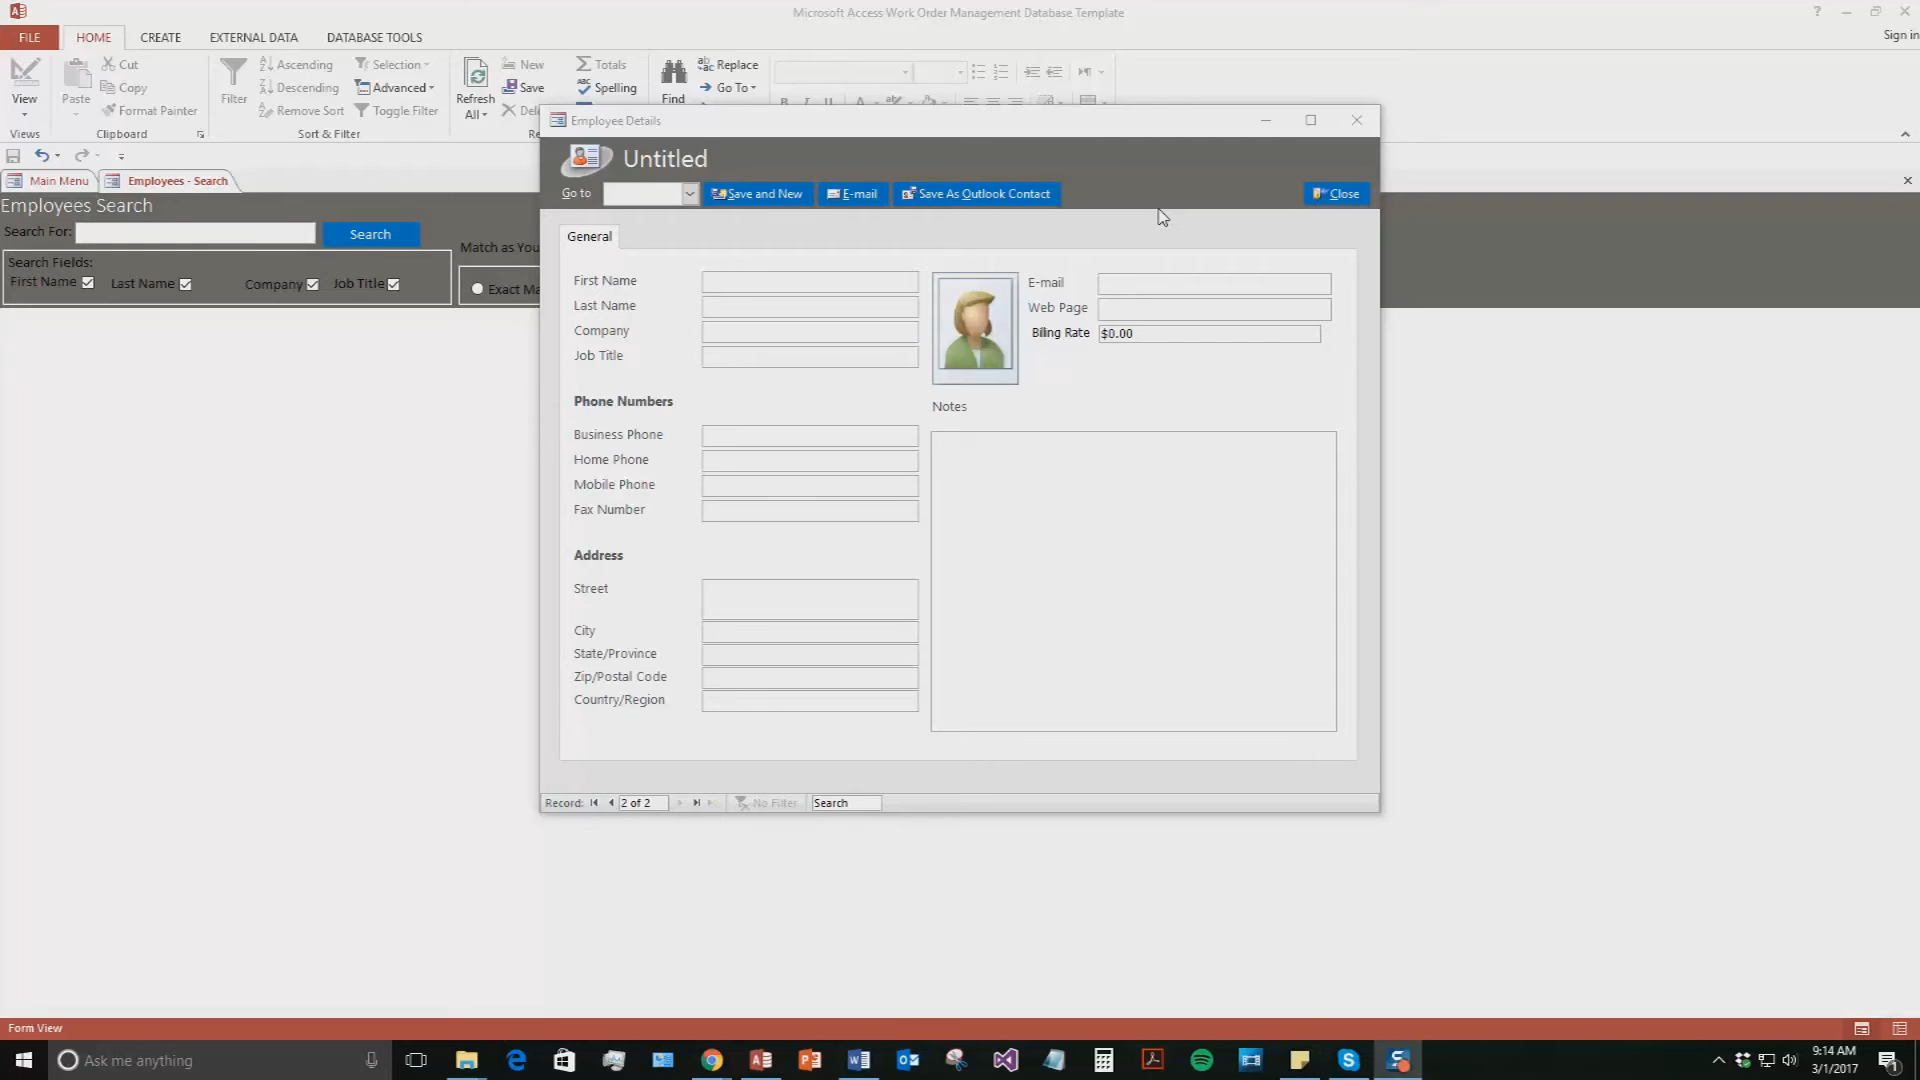 Microsoft Access Work Order Management Database Template
?
FILE HOME CREATE EXTERNAL DATA DATABASE TOOLS Sign in
View
Views
Paste
Cut
Copy
Format Painter
Clipboard
Filter
Ascending
Descending
Remove Sort
Selection
Advanced
Toggle Filter
Sort & Filter
Refresh
All
New
Save
Totals
Spelling
Find
Replace
Go To
Main Menu
Employees - Search
Employees Search
Search For:
Search
Match as You
Search Fields:
First Name
Last Name
Company
Job Title
Exact Ma
Employee Details
Untitled
Go to
Save and New
E-mail
Save As Outlook Contact
Close
General
First Name
Last Name
Company
Job Title
Phone Numbers
Business Phone
Home Phone
Mobile Phone
Fax Number
Address
Street
City
State/Province
Zip/Postal Code
Country/Region
E-mail
Web Page
Billing Rate $0.00
Notes
Record: 2 of 2 No Filter Search
Form View
Ask me anything
9:14 AM
3/1/2017